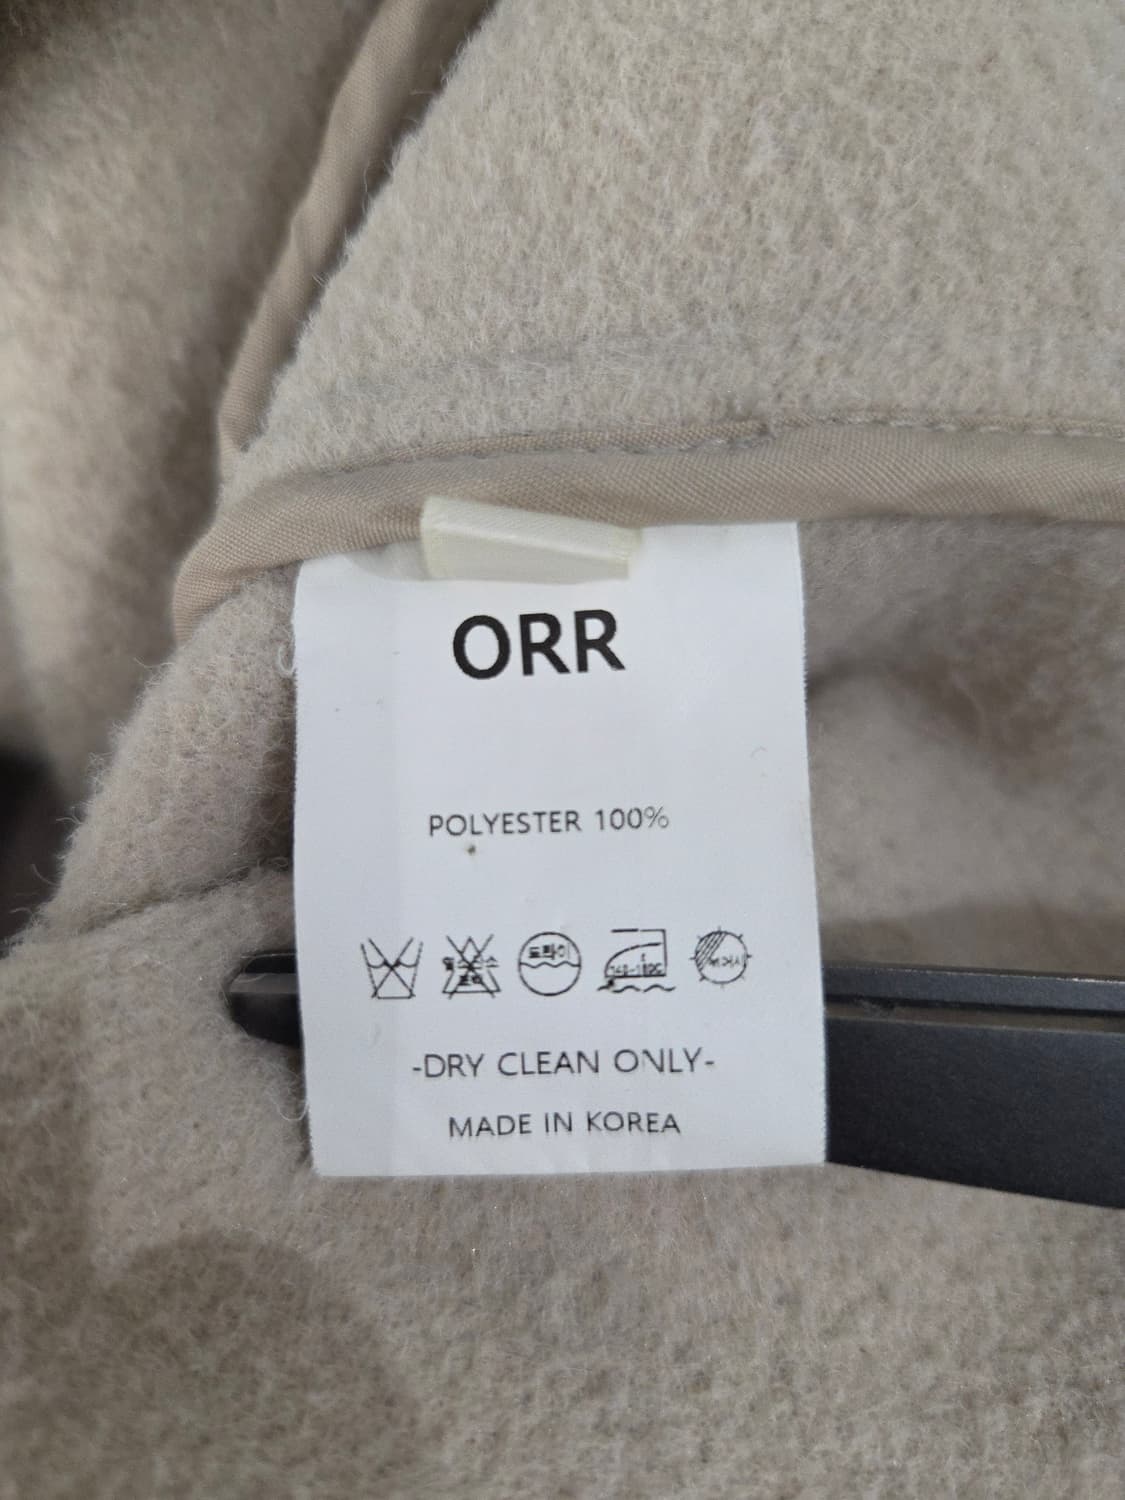 ORR
POLYESTER 100%
드라이
-DRY CLEAN ONLY-
MADE IN KOREA